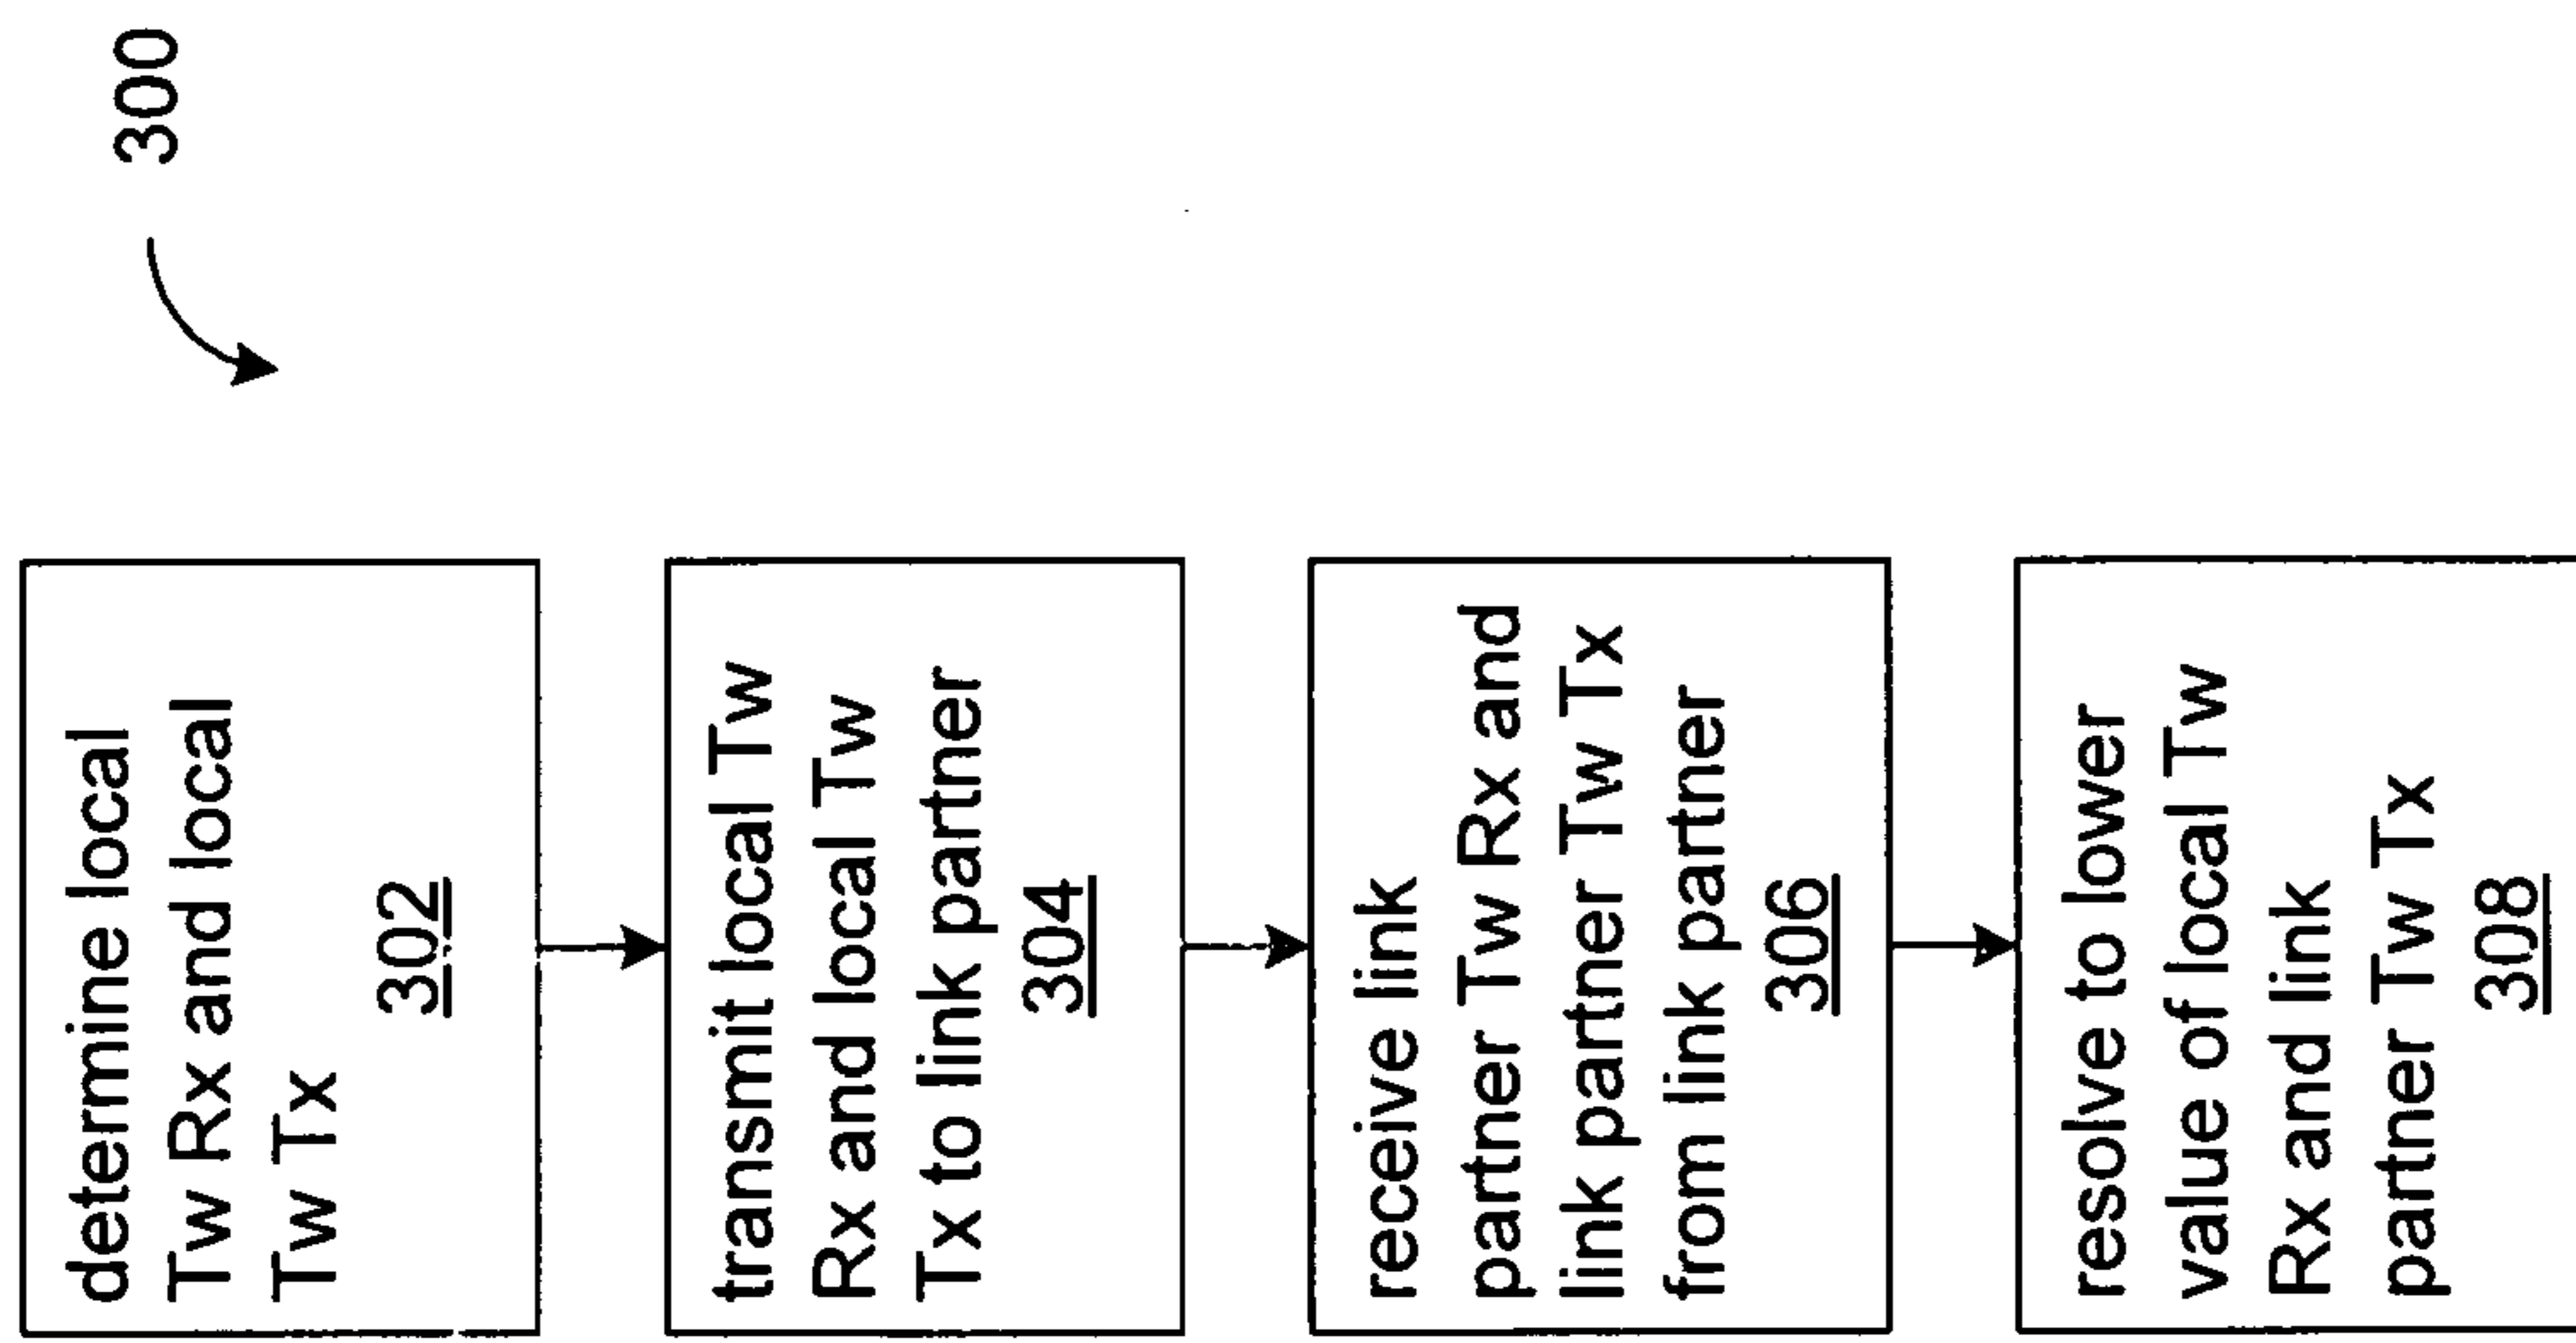 300
determine local
Tw Rx and local
Tw Tx
302
transmit local Tw
Rx and local Tw
Tx to link partner
304
receive link
partner Tw Rx and
link partner Tw Tx
from link partner
306
resolve to lower
value of local Tw
Rx and link
partner Tw Tx
308